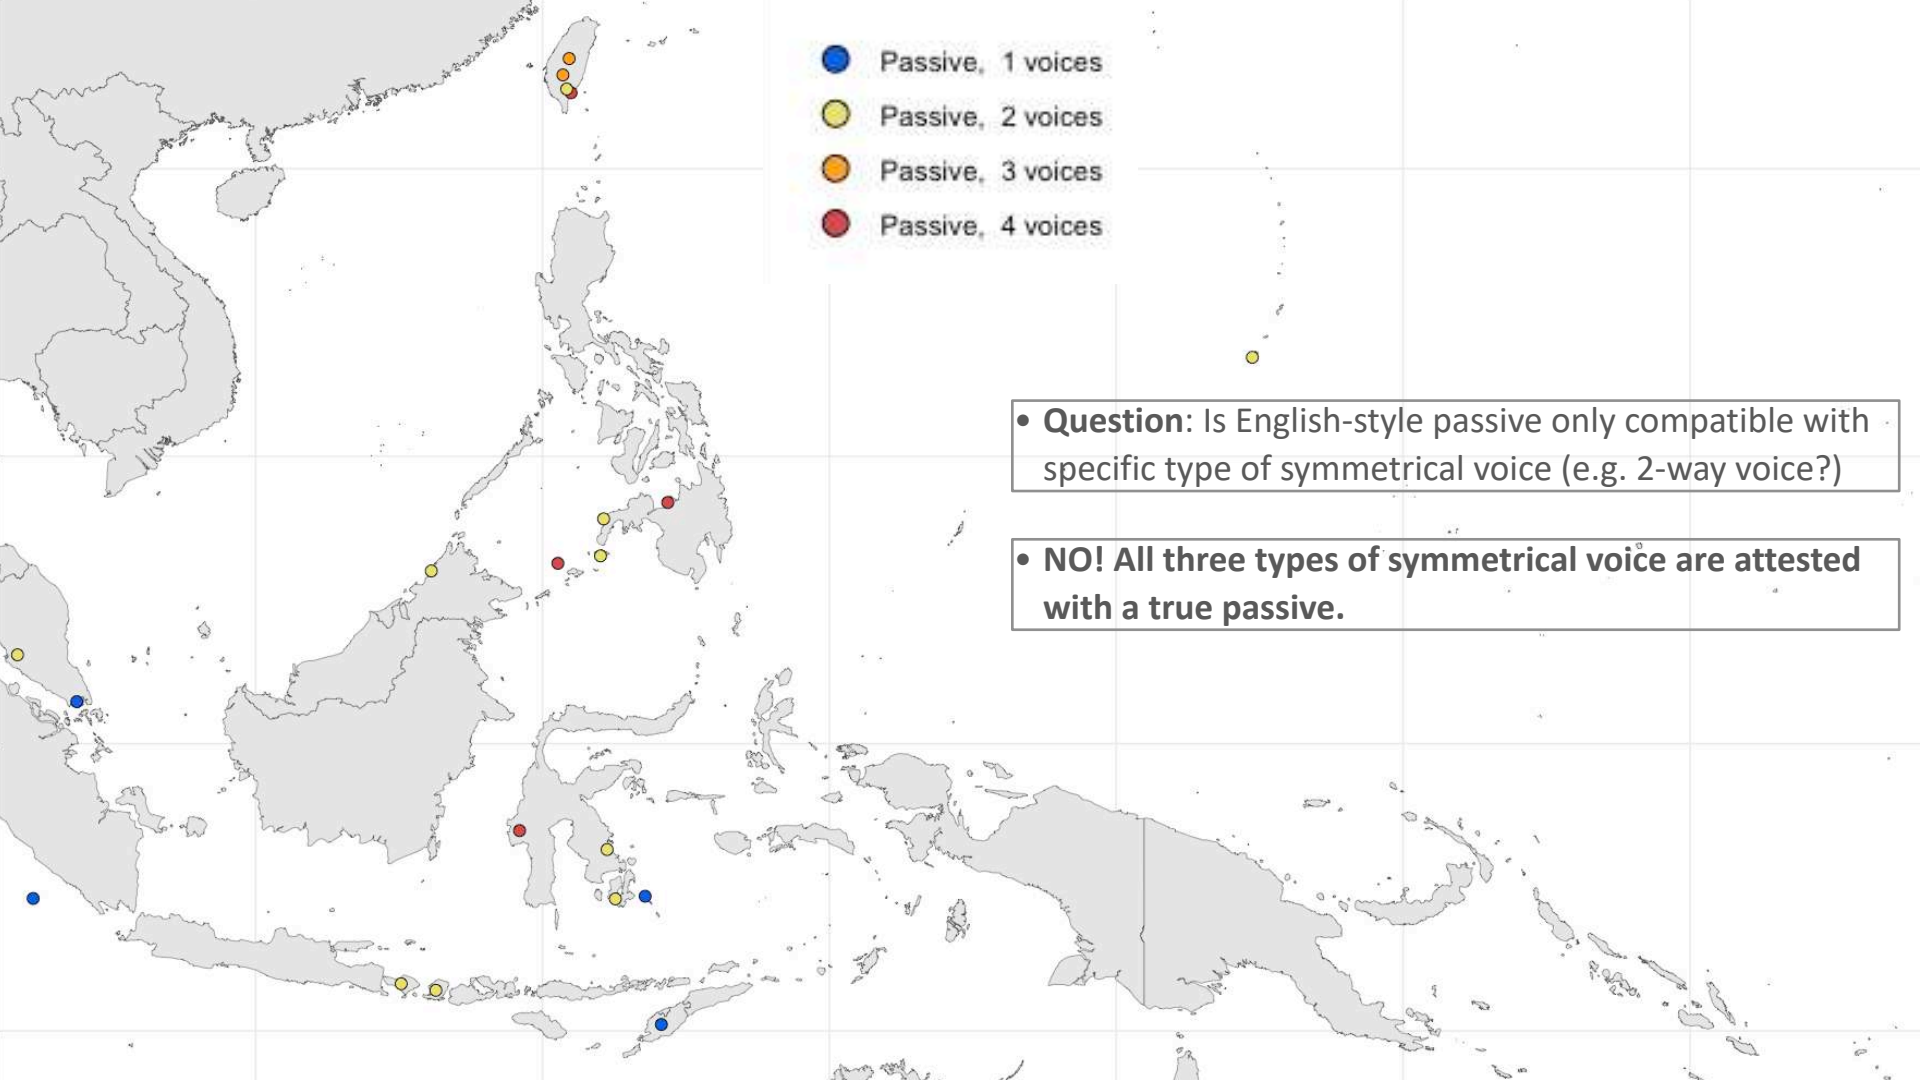 Passive, 1 voices
Passive, 2 voices
Passive, 3 voices
Passive, 4 voices
• Question: Is English-style passive only compatible with
specific type of symmetrical voice (e.g. 2-way voice?)
• NO! All three types of symmetrical voice are attested
with a true passive.